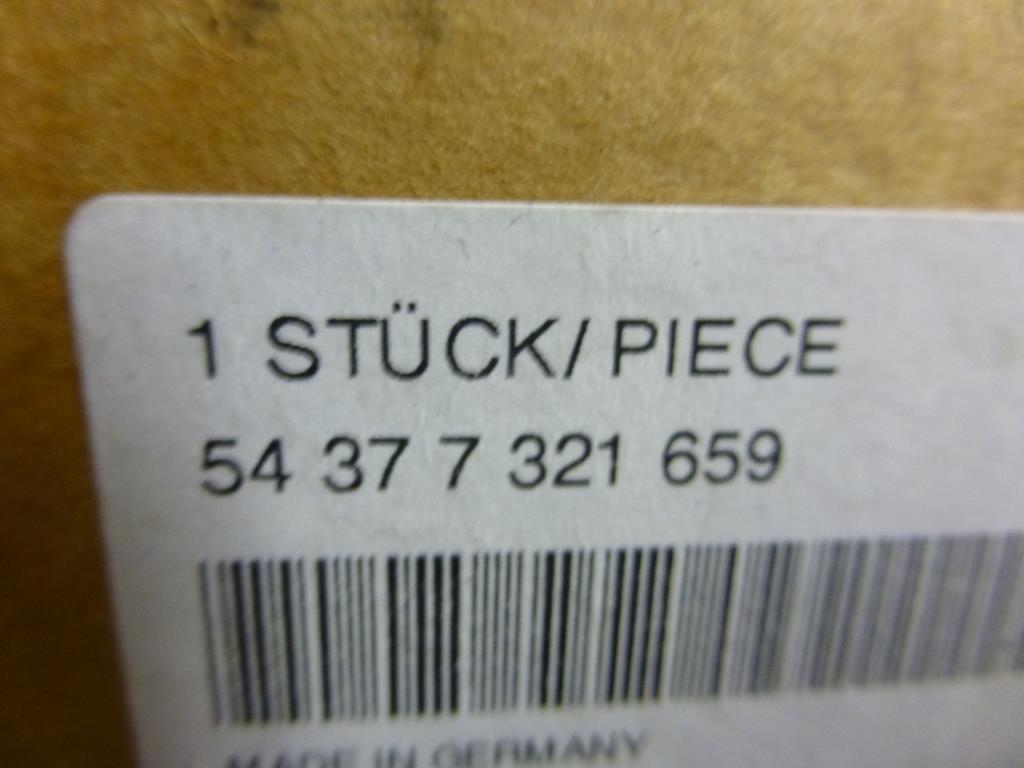 1 STÜCK/PIECE
54 37 7 321 659
MADE IN GERMANY